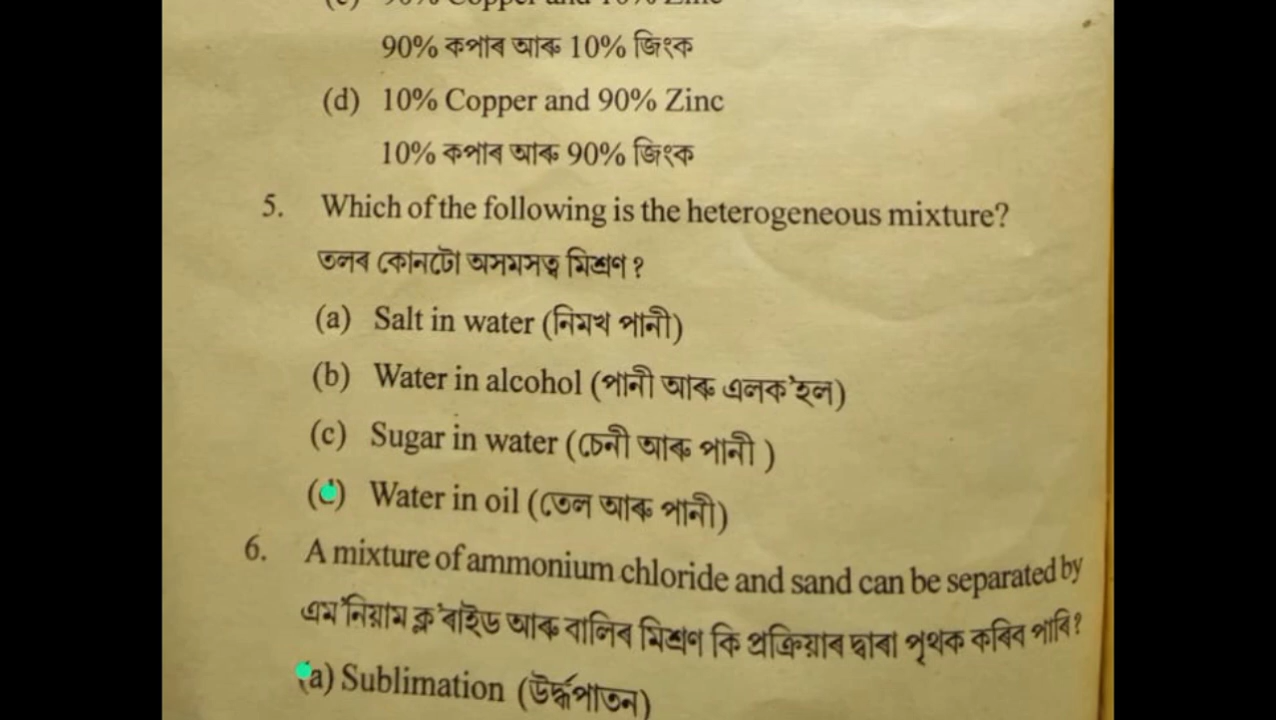 90% কপাৰ আৰু 10% জিংক
(d) 10% Copper and 90% Zinc
10% কপাৰ আৰু 90% জিংক
5. Which of the following is the heterogeneous mixture?
তলৰ কোনটো অসমসত্ব মিশ্ৰণ ?
(a) Salt in water (নিমখ পানী)
(b) Water in alcohol (পানী আৰু এলক'হল)
(c) Sugar in water (চেনী আৰু পানী )
(d) Water in oil (তেল আৰু পানী)
6. A mixture of ammonium chloride and sand can be separated by
এম'নিয়াম ক্ল'ৰাইড আৰু বালিৰ মিশ্ৰণ কি প্ৰক্ৰিয়াৰ দ্বাৰা পৃথক কৰিব পাৰি?
(a) Sublimation (উৰ্দ্ধপাতন)